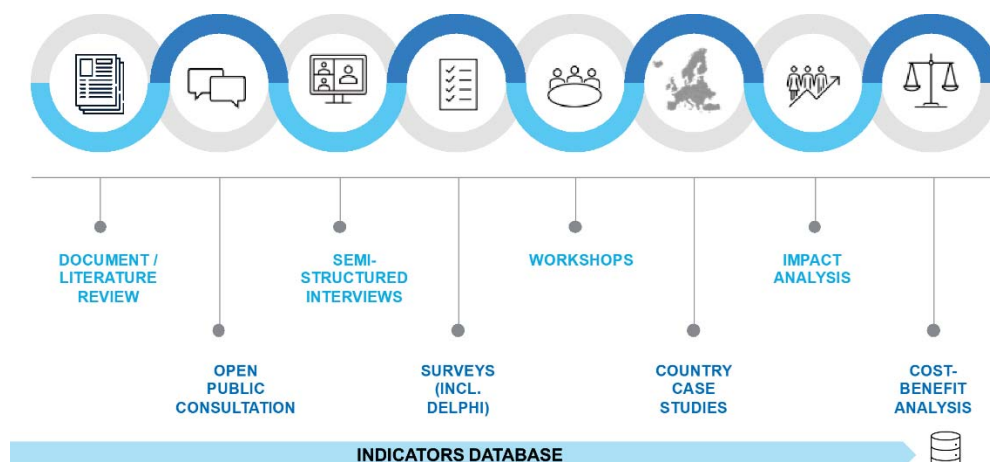 DOCUMENT /
LITERATURE
REVIEW
SEMI-
STRUCTURED
INTERVIEWS
WORKSHOPS
IMPACT
ANALYSIS
OPEN
PUBLIC
CONSULTATION
SURVEYS
(INCL.
DELPHI)
COUNTRY
CASE
STUDIES
COST-
BENEFIT
ANALYSIS
INDICATORS DATABASE